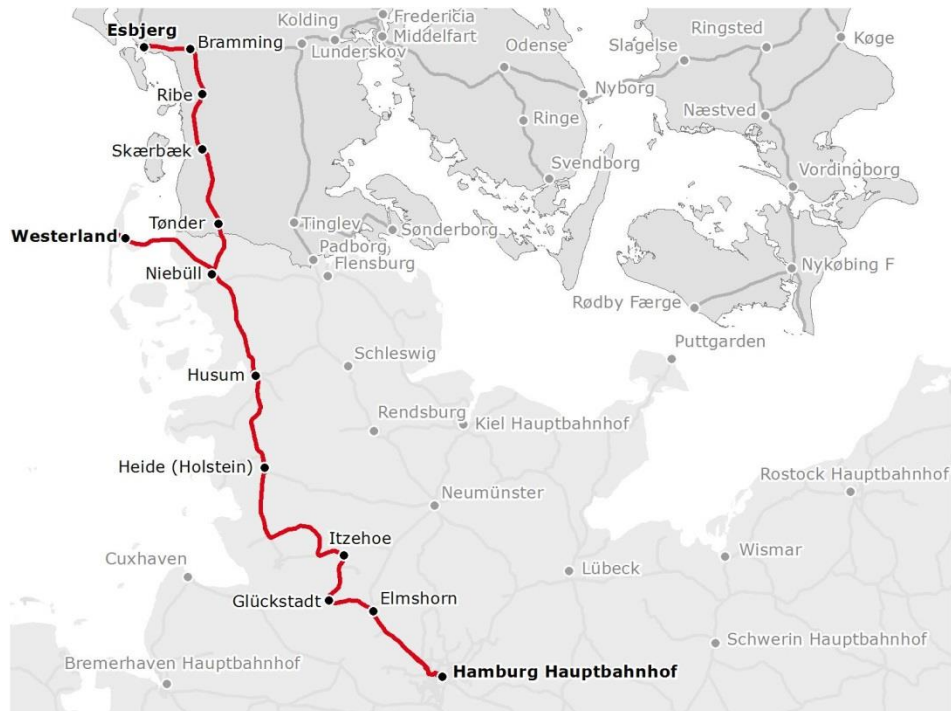 Esbjerg
Bramming
Kolding
Lunderskov
Fredericia
Middelfart
Odense
Slagelse
Ringsted
Køge
Ribe
Nyborg
Næstved
Ringe
Skærbæk
Svendborg
Vordingborg
Westerland
Tønder
Tinglev
Sønderborg
Padborg
Flensburg
Niebüll
Nykøbing F
Rødby Færge
Puttgarden
Schleswig
Husum
Rendsburg
Kiel Hauptbahnhof
Heide (Holstein)
Rostock Hauptbahnhof
Neumünster
Itzehoe
Wismar
Cuxhaven
Lübeck
Glückstadt
Elmshorn
Schwerin Hauptbahnhof
Bremerhaven Hauptbahnhof
Hamburg Hauptbahnhof